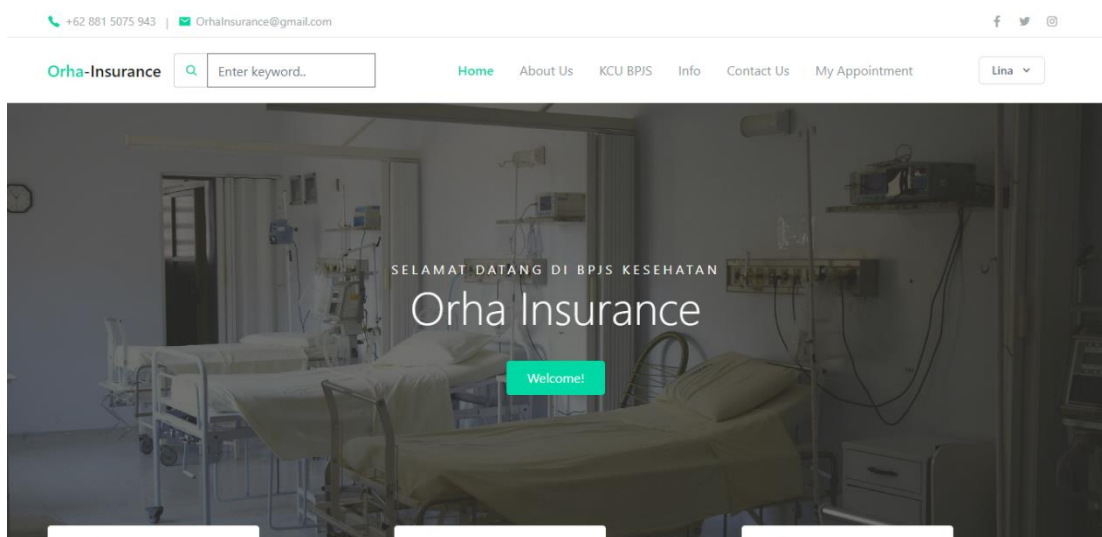 +62 881 5075 943 | OrhaInsurance@gmail.com
Orha-Insurance
Enter keyword..
Home About Us KCU BPJS Info Contact Us My Appointment
Lina
SELAMAT DATANG DI BPJS KESEHATAN
Orha Insurance
Welcome!